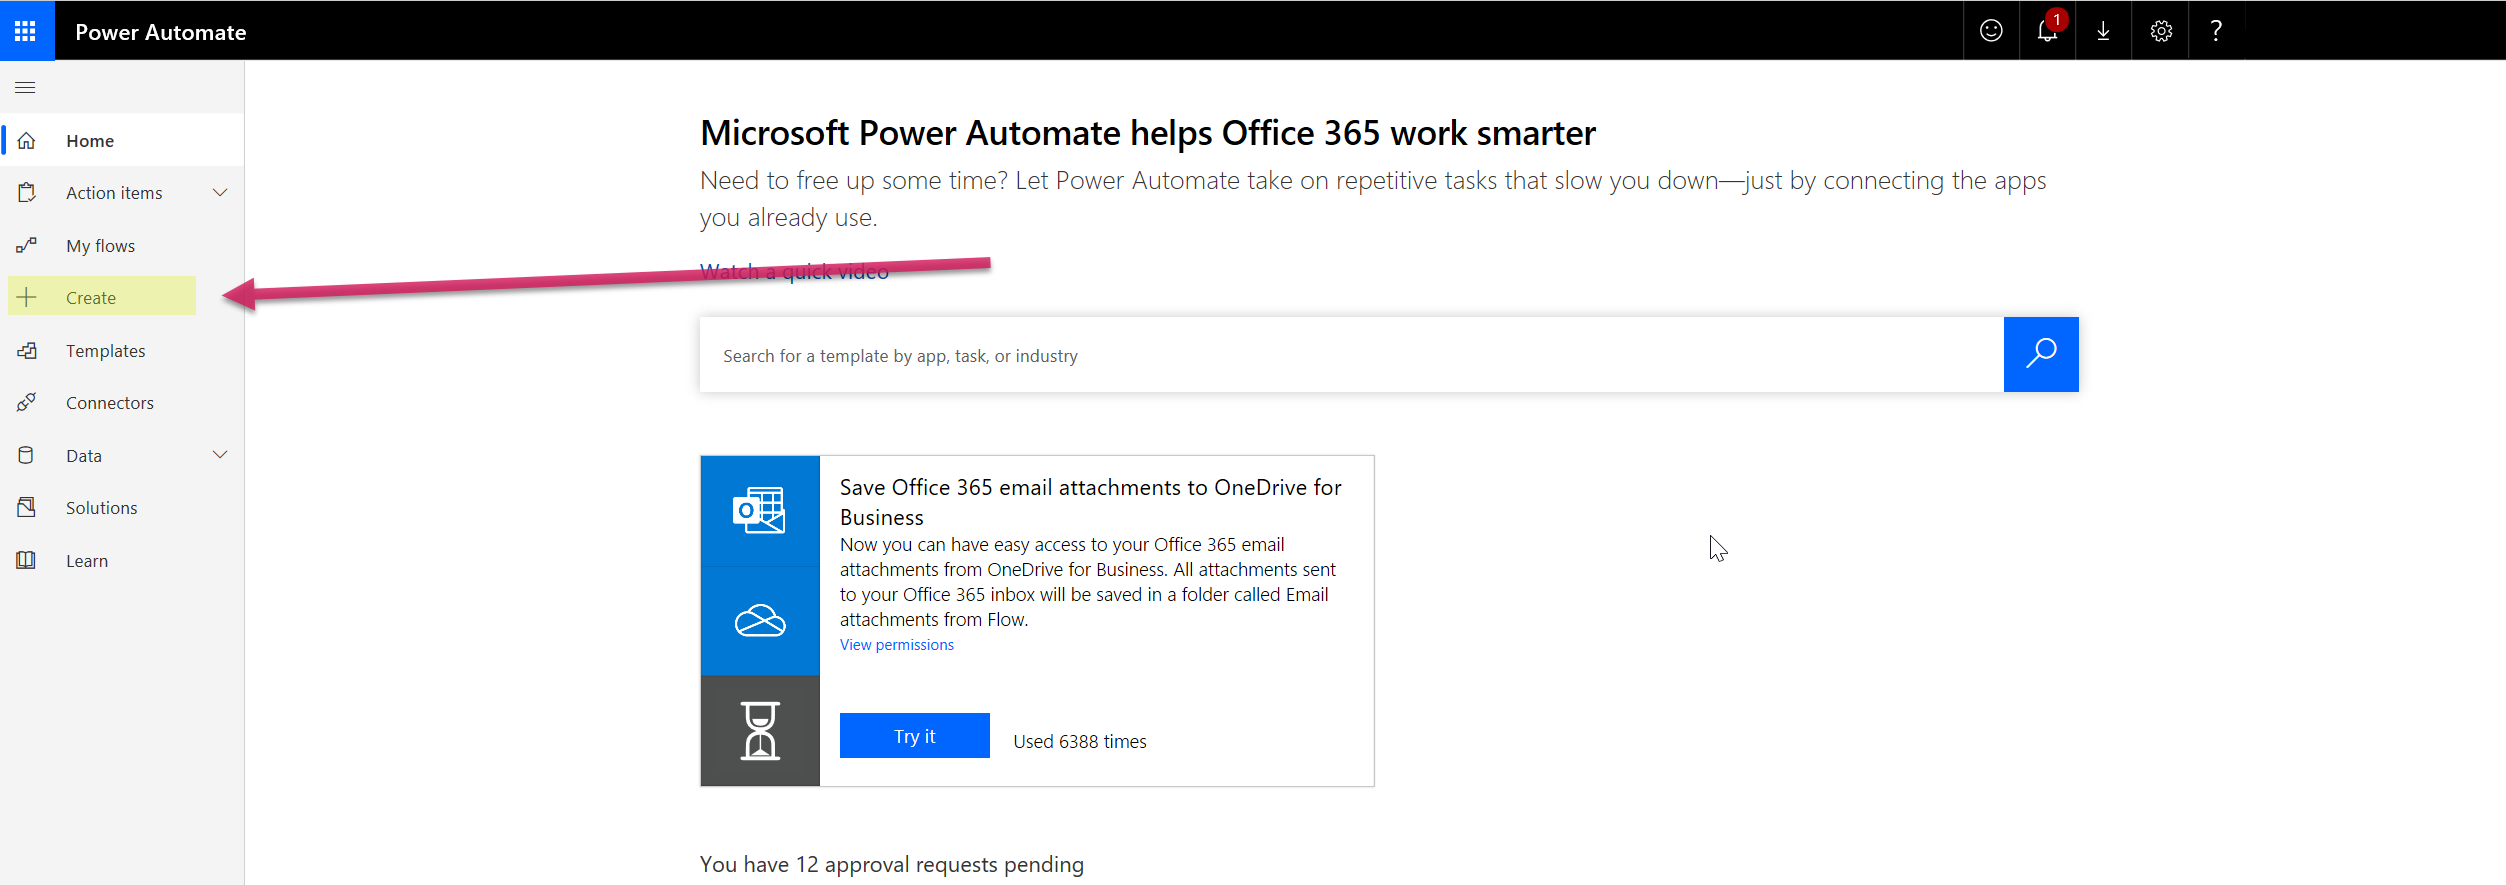 Power Automate
1
?
Home
Action items
My flows
Create
Templates
Connectors
Data
Solutions
Learn
Microsoft Power Automate helps Office 365 work smarter
Need to free up some time? Let Power Automate take on repetitive tasks that slow you down—just by connecting the apps
you already use.
Watch a quick video
Search for a template by app, task, or industry
Save Office 365 email attachments to OneDrive for
Business
Now you can have easy access to your Office 365 email
attachments from OneDrive for Business. All attachments sent
to your Office 365 inbox will be saved in a folder called Email
attachments from Flow.
View permissions
Try it
Used 6388 times
You have 12 approval requests pending